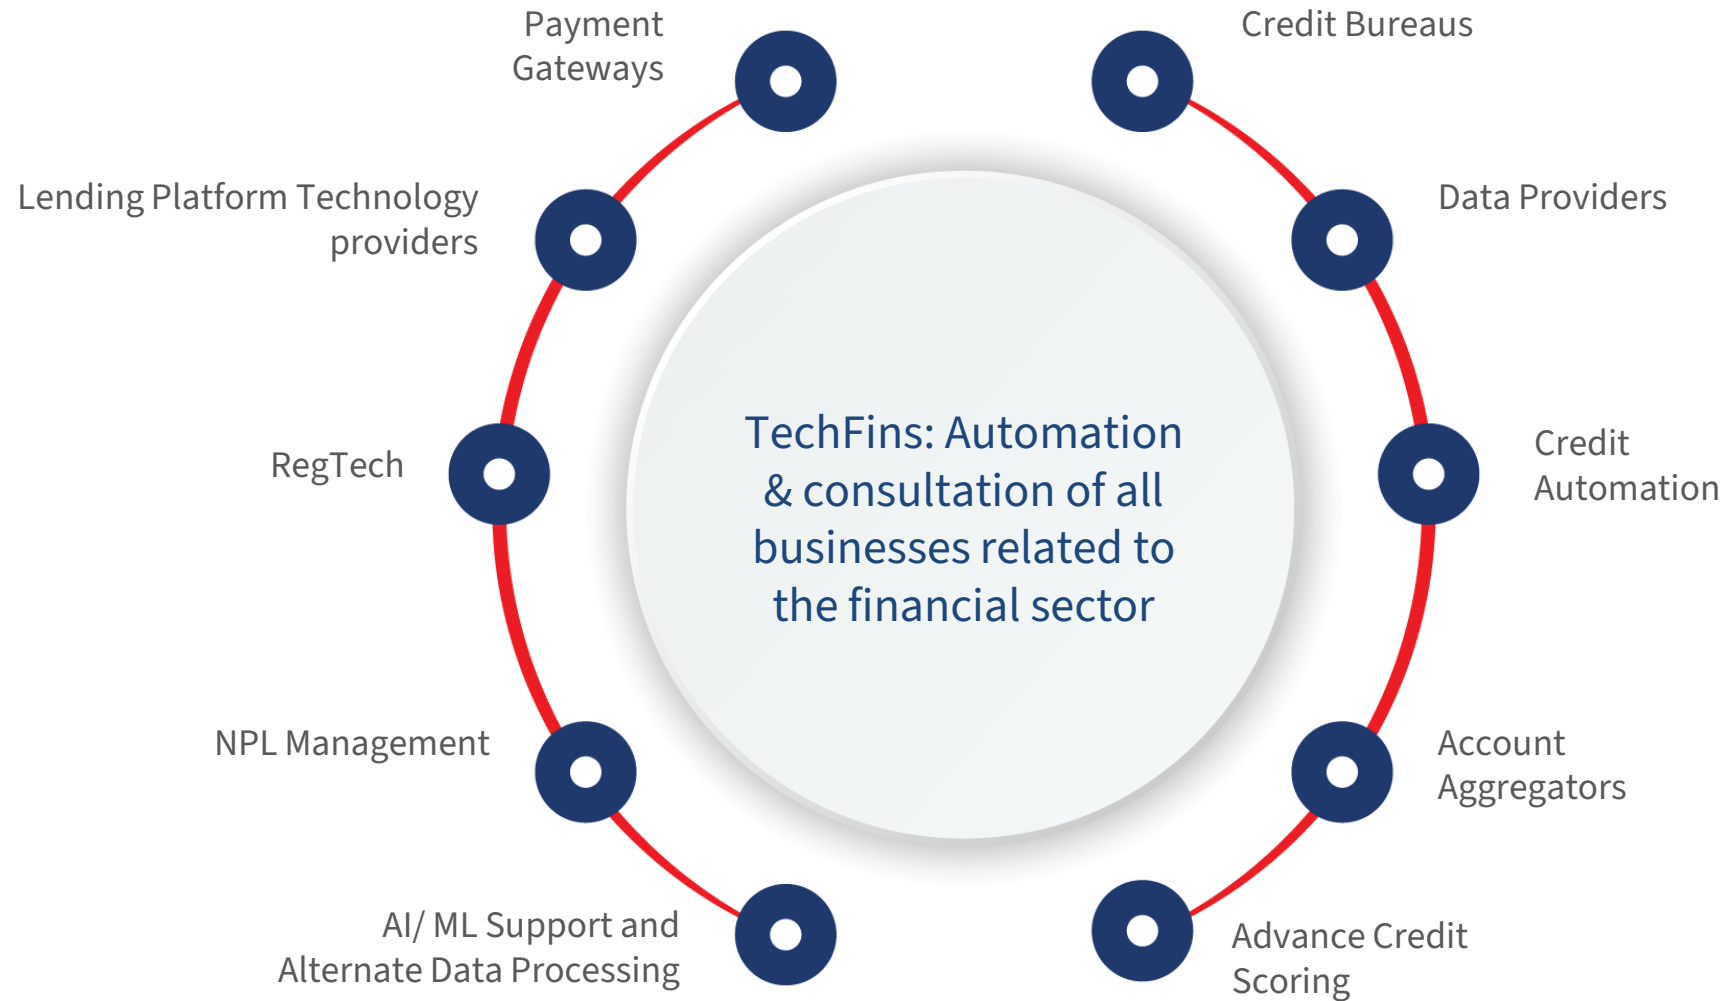 Payment
Gateways
Lending Platform Technology
providers
RegTech
NPL Management
AI/ ML Support and
Alternate Data Processing
TechFins: Automation
& consultation of all
businesses related to
the financial sector
Credit Bureaus
Data Providers
Credit
Automation
Account
Aggregators
Advance Credit
Scoring